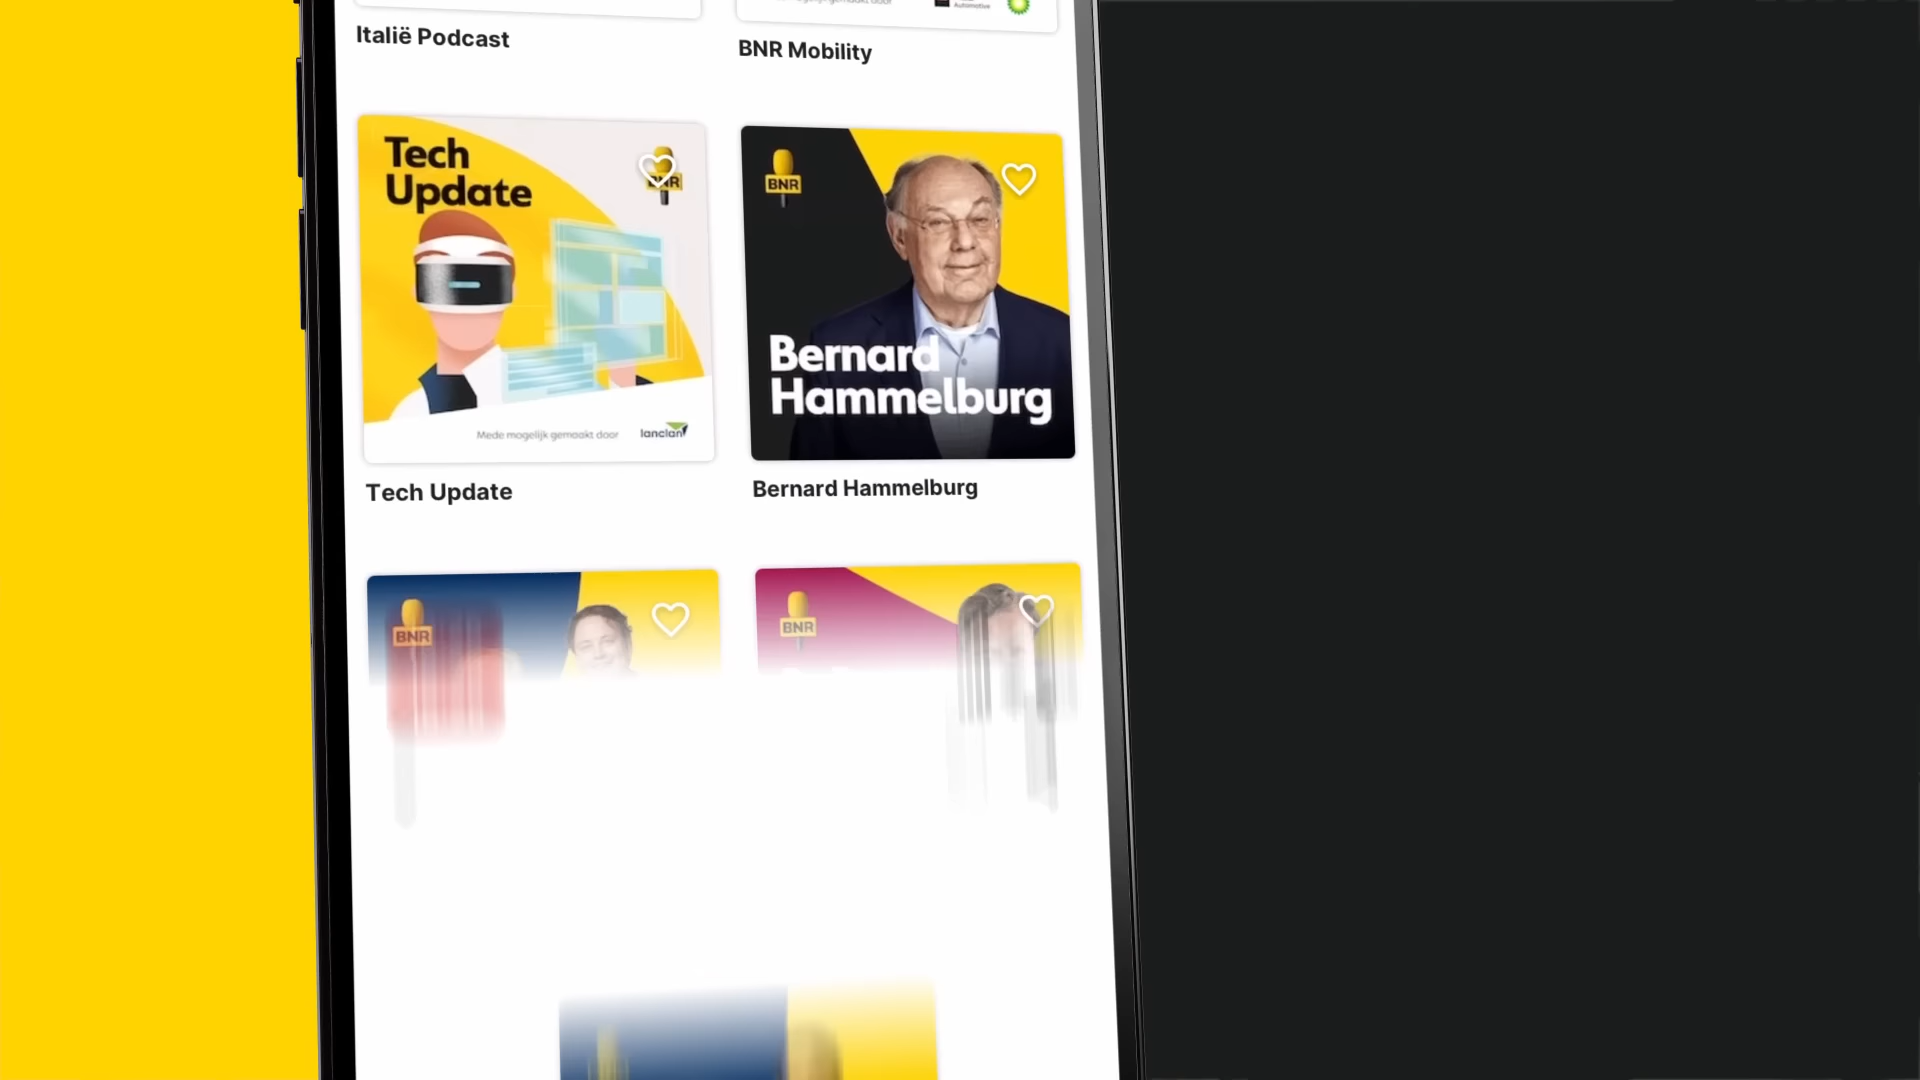 Italië Podcast
Automotive
BNR Mobility
Tech
Update
BNR
Mede mogelijk gemaakt door
lanclan
Tech Update
BNR
Bernard
Hammelburg
Bernard Hammelburg
BNR
BNR